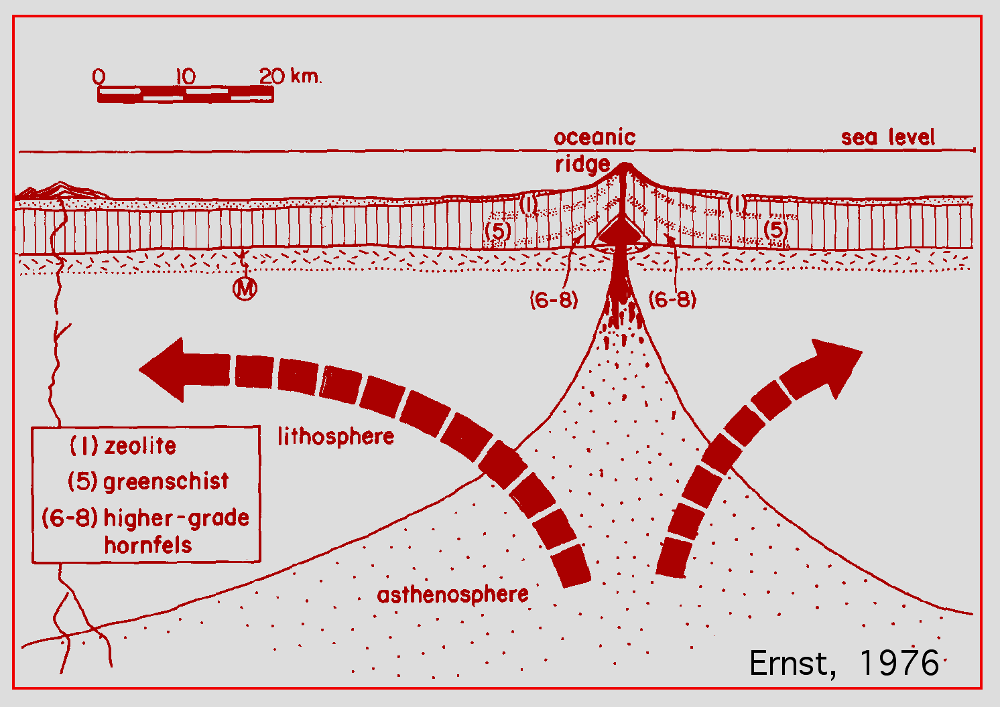 0 10 20 km.
oceanic
sea level
ridge
(1) (1)
(5) (5)
M
(6-8) (6-8)
lithosphere
(1) zeolite
(5) greenschist
(6-8) higher-grade
hornfels
asthenosphere
Ernst, 1976